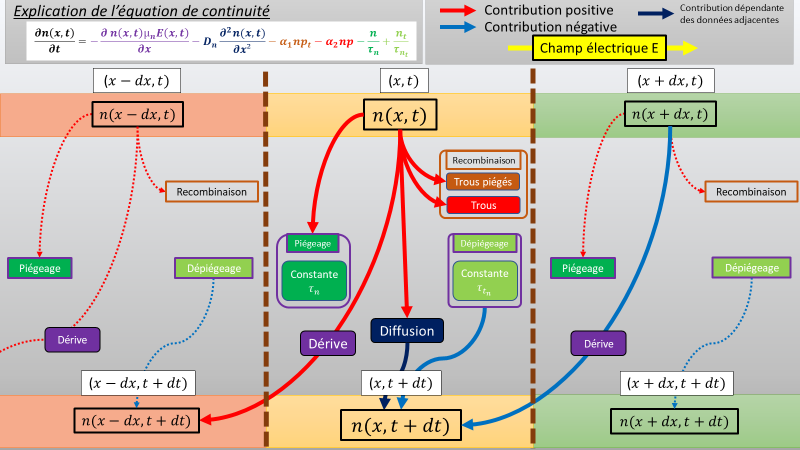 Explication de l'équation de continuité
∂n(x,t)/∂t = −∂ n(x,t)μₙE(x,t)/∂x − Dₙ ∂²n(x,t)/∂x² − α₁npₜ − α₂np − n/τₙ + nₜ/τₙₜ
Contribution positive
Contribution négative
Contribution dépendante
des données adjacentes
Champ électrique E
(x − dx, t)
(x, t)
(x + dx, t)
n(x − dx, t)
n(x, t)
n(x + dx, t)
Recombinaison
Recombinaison
Trous piégés
Trous
Recombinaison
Piégeage
Dépiégeage
Piégeage
Constante
τₙ
Dépiégeage
Constante
τₜₙ
Piégeage
Dépiégeage
Dérive
Dérive
Diffusion
Dérive
(x − dx, t + dt)
(x, t + dt)
(x + dx, t + dt)
n(x − dx, t + dt)
n(x, t + dt)
n(x + dx, t + dt)